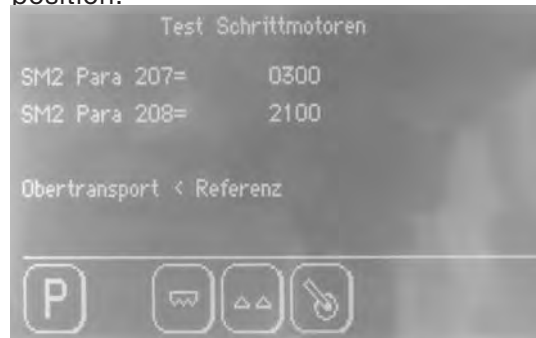 position.
Test Schrittmotoren
SM2 Para 207= 0300
SM2 Para 208= 2100
Obertransport < Referenz
P